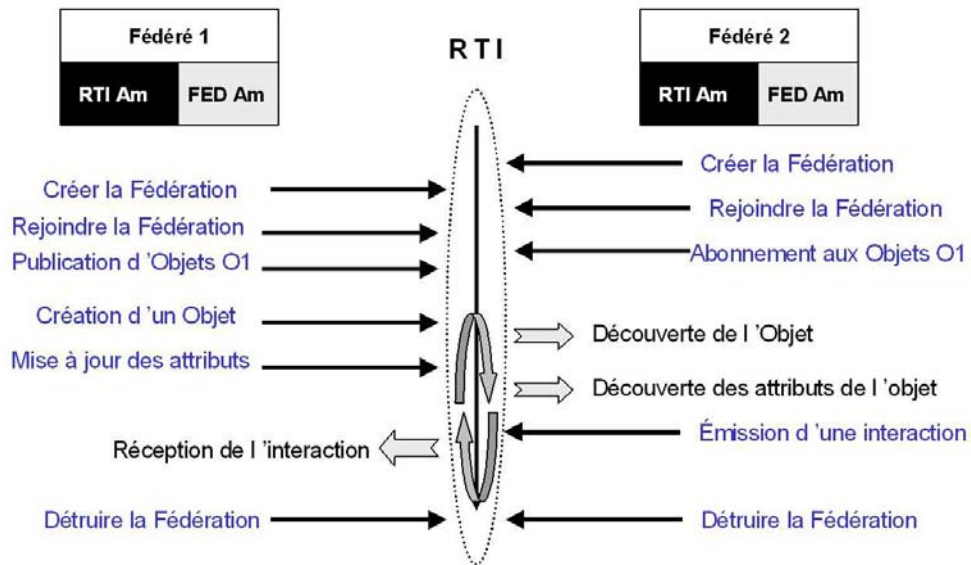 Fédéré 1
RTI Am
FED Am
RTI
Fédéré 2
RTI Am
FED Am
Créer la Fédération
Rejoindre la Fédération
Publication d 'Objets O1
Création d 'un Objet
Mise à jour des attributs
Réception de l 'interaction
Détruire la Fédération
Créer la Fédération
Rejoindre la Fédération
Abonnement aux Objets O1
Découverte de l 'Objet
Découverte des attributs de l 'objet
Émission d 'une interaction
Détruire la Fédération